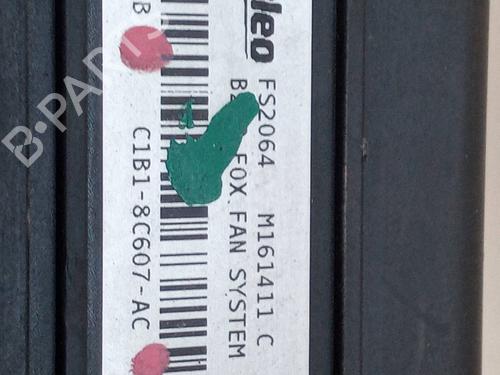 leo
FS2064 M161411 C
FOX FAN SYSTEM
C1B1-8C607-AC
B
B-PARTS